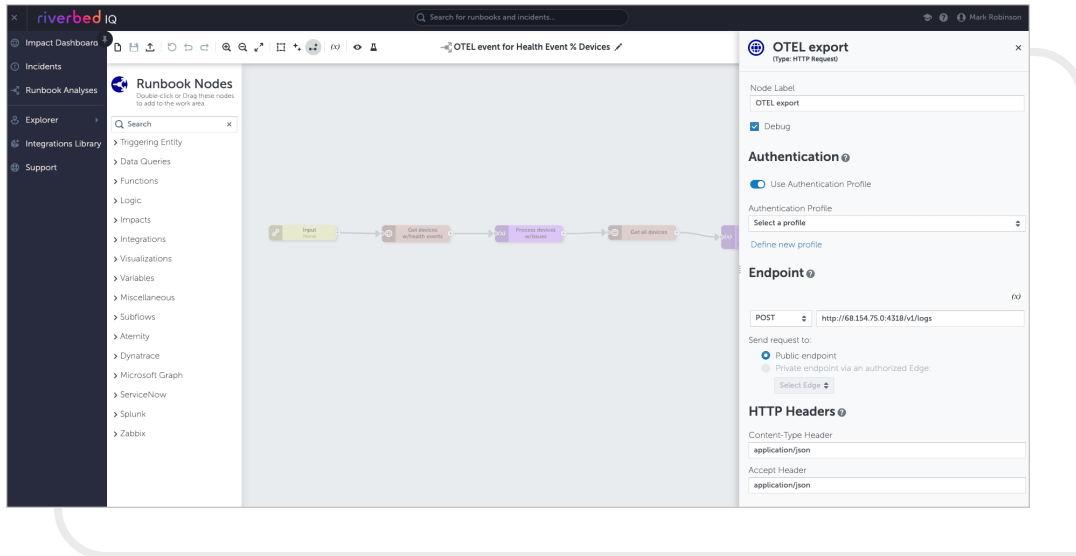 riverbed IQ
Search for runbooks and incidents...
Mark Robinson
Impact Dashboard
Incidents
Runbook Analyses
Explorer
Integrations Library
Support
(x)
OTEL event for Health Event % Devices
Runbook Nodes
Double-click or Drag these nodes
to add to the work area.
Search
Triggering Entity
Data Queries
Functions
Logic
Impacts
Integrations
Visualizations
Variables
Miscellaneous
Subflows
Aternity
Dynatrace
Microsoft Graph
ServiceNow
Splunk
Zabbix
Input
None
Get devices
w/health events
Process devices
w/issues
Get all devices
OTEL export
(Type: HTTP Request)
Node Label
OTEL export
Debug
Authentication
Use Authentication Profile
Authentication Profile
Select a profile
Define new profile
Endpoint
(x)
POST
http://68.154.75.0:4318/v1/logs
Send request to:
Public endpoint
Private endpoint via an authorized Edge:
Select Edge
HTTP Headers
Content-Type Header
application/json
Accept Header
application/json